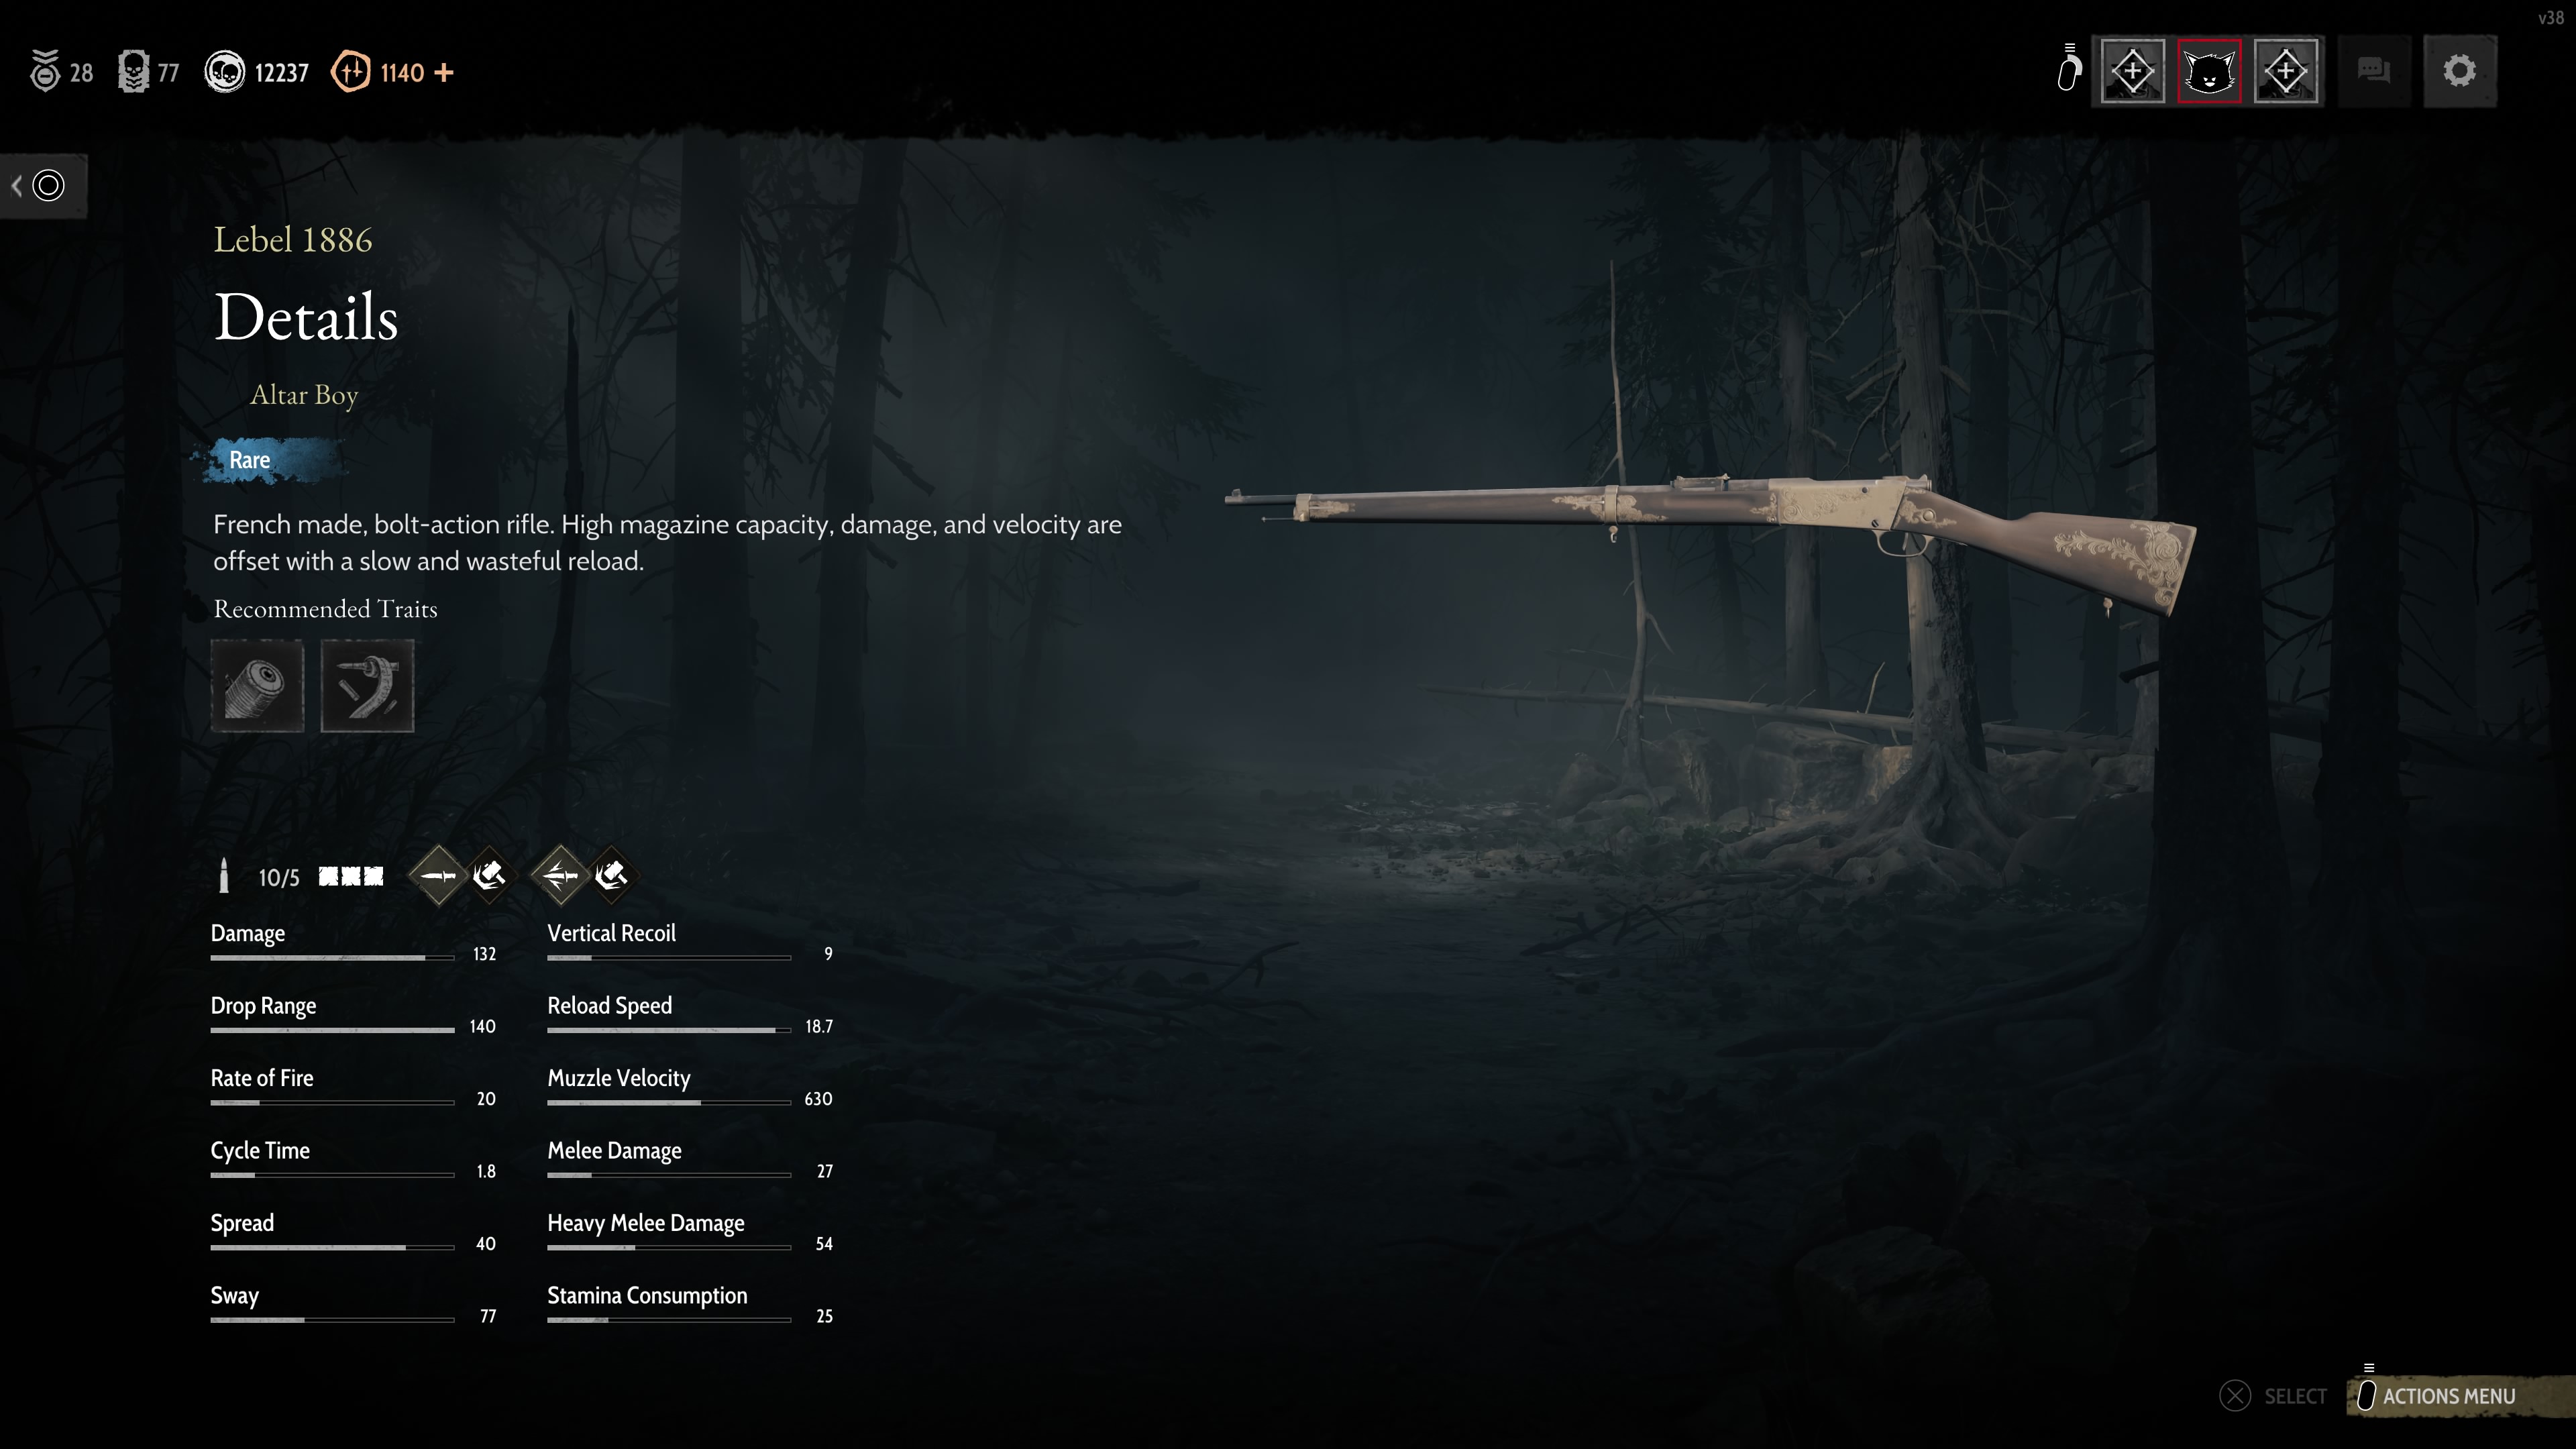 v38
28 77 12237 1140 +
Lebel 1886
Details
Altar Boy
Rare
French made, bolt-action rifle. High magazine capacity, damage, and velocity are
offset with a slow and wasteful reload.
Recommended Traits
10/5
Damage 132
Vertical Recoil 9
Drop Range 140
Reload Speed 18.7
Rate of Fire 20
Muzzle Velocity 630
Cycle Time 1.8
Melee Damage 27
Spread 40
Heavy Melee Damage 54
Sway 77
Stamina Consumption 25
SELECT
ACTIONS MENU